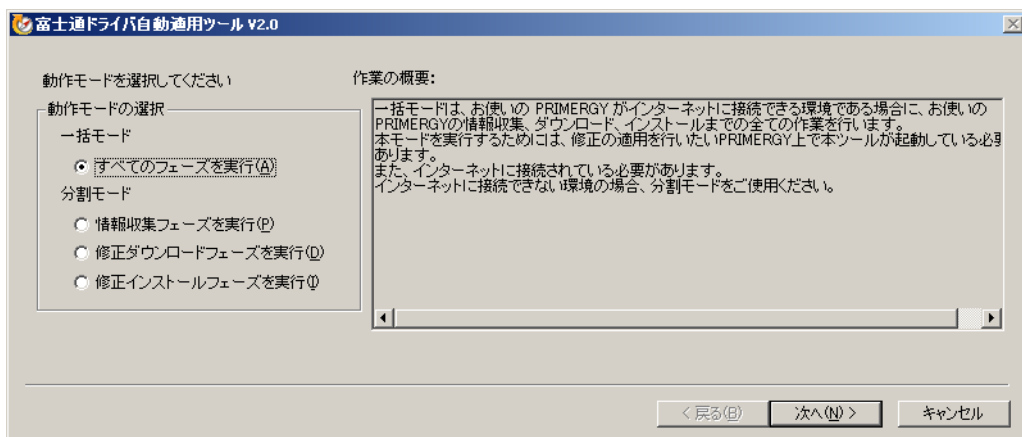 富士通ドライバ自動適用ツール V2.0
動作モードを選択してください
動作モードの選択
一括モード
すべてのフェーズを実行(A)
分割モード
情報収集フェーズを実行(P)
修正ダウンロードフェーズを実行(D)
修正インストールフェーズを実行(I)
作業の概要:
一括モードは、お使いの PRIMERGY がインターネットに接続できる環境である場合に、お使いの
PRIMERGYの情報収集、ダウンロード、インストールまでの全ての作業を行います。
本モードを実行するためには、修正の適用を行いたいPRIMERGY上で本ツールが起動している必要
あります。
また、インターネットに接続されている必要があります。
インターネットに接続できない環境の場合、分割モードをご使用ください。
< 戻る(B)
次へ(N) >
キャンセル